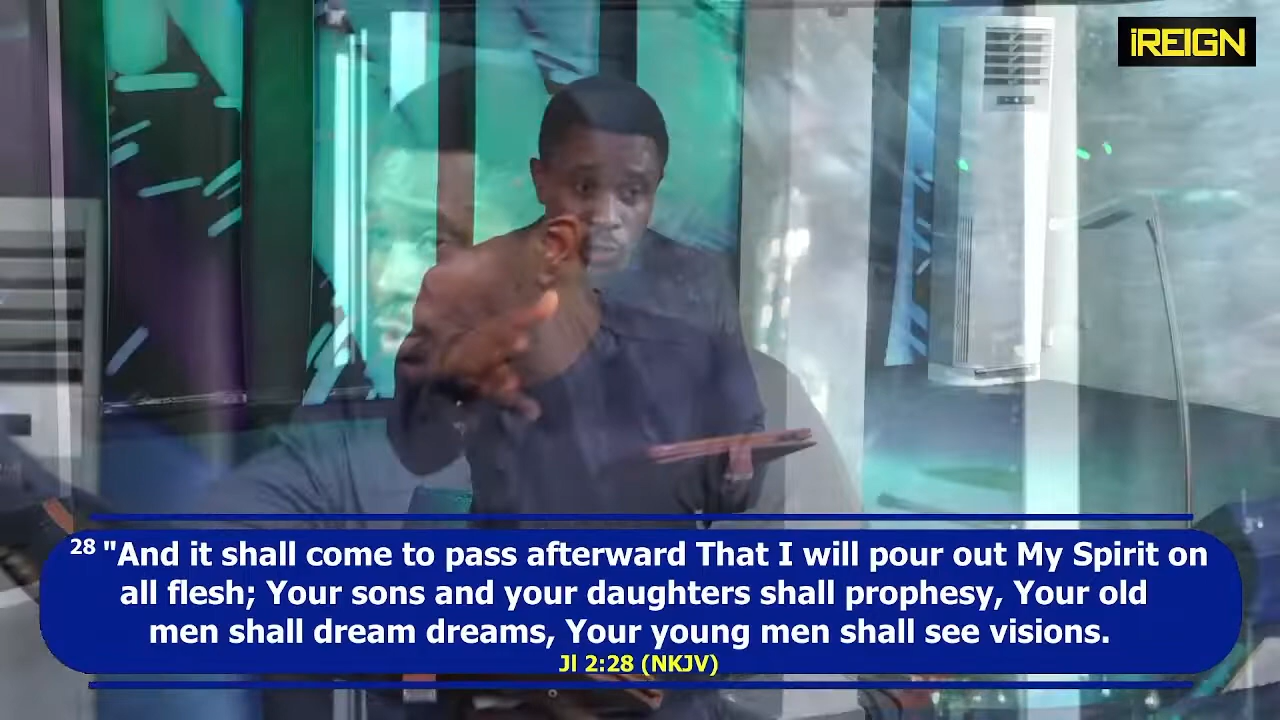 iREIGN
28 "And it shall come to pass afterward That I will pour out My Spirit on
all flesh; Your sons and your daughters shall prophesy, Your old
men shall dream dreams, Your young men shall see visions.
Jl 2:28 (NKJV)